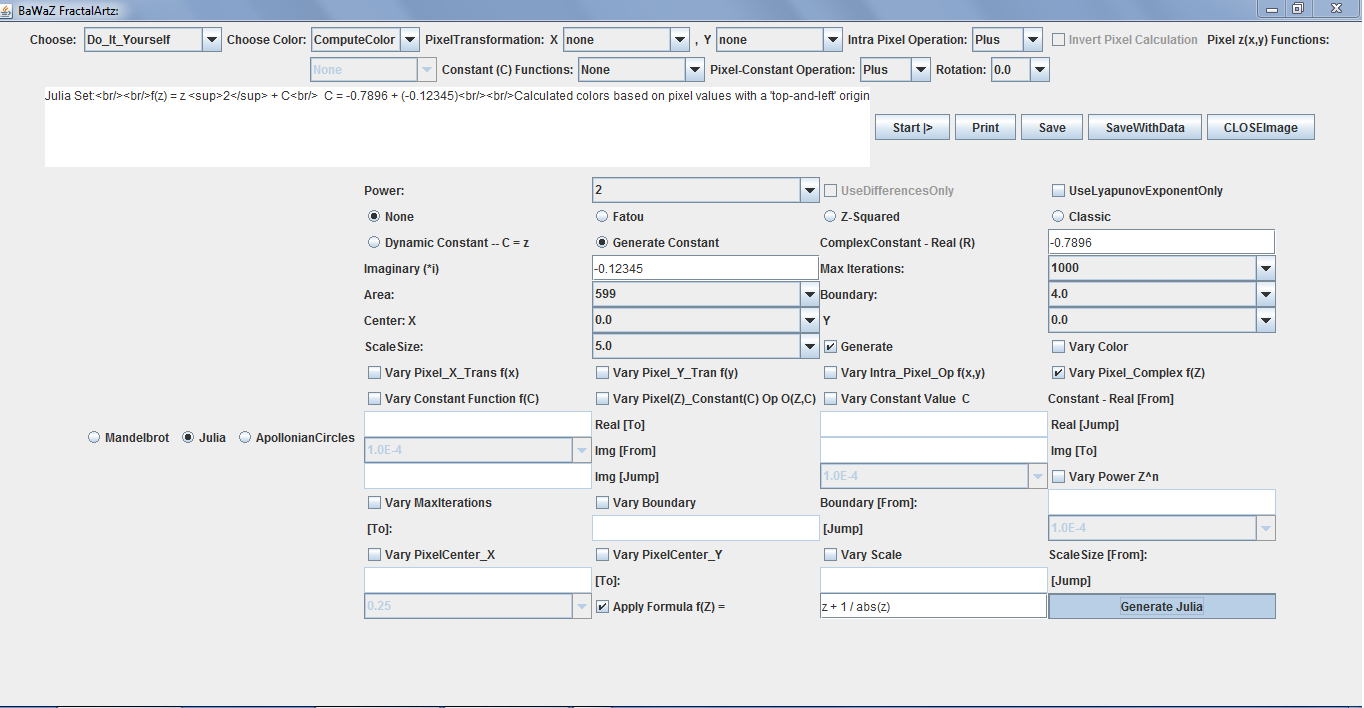 BaWaZ FractalArtz:
Choose: Do_It_Yourself Choose Color: ComputeColor PixelTransformation: X none , Y none Intra Pixel Operation: Plus Invert Pixel Calculation Pixel z(x,y) Functions:
None Constant (C) Functions: None Pixel-Constant Operation: Plus Rotation: 0.0
Julia Set:<br/><br/>f(z) = z <sup>2</sup> + C<br/> C = -0.7896 + (-0.12345)<br/><br/>Calculated colors based on pixel values with a 'top-and-left' origin
Start |> Print Save SaveWithData CLOSEImage
Power: 2 UseDifferencesOnly UseLyapunovExponentOnly
None Fatou Z-Squared Classic
Dynamic Constant -- C = z Generate Constant ComplexConstant - Real (R) -0.7896
Imaginary (*i) -0.12345 Max Iterations: 1000
Area: 599 Boundary: 4.0
Center: X 0.0 Y 0.0
ScaleSize: 5.0 Generate Vary Color
Vary Pixel_X_Trans f(x) Vary Pixel_Y_Tran f(y) Vary Intra_Pixel_Op f(x,y) Vary Pixel_Complex f(Z)
Vary Constant Function f(C) Vary Pixel(Z)_Constant(C) Op O(Z,C) Vary Constant Value C Constant - Real [From]
Real [To] Real [Jump]
Mandelbrot Julia ApollonianCircles
1.0E-4 Img [From] Img [To]
Img [Jump] 1.0E-4 Vary Power Z^n
Vary MaxIterations Vary Boundary Boundary [From]:
[To]: [Jump] 1.0E-4
Vary PixelCenter_X Vary PixelCenter_Y Vary Scale ScaleSize [From]:
[To]: [Jump]
0.25 Apply Formula f(Z) = z + 1 / abs(z) Generate Julia